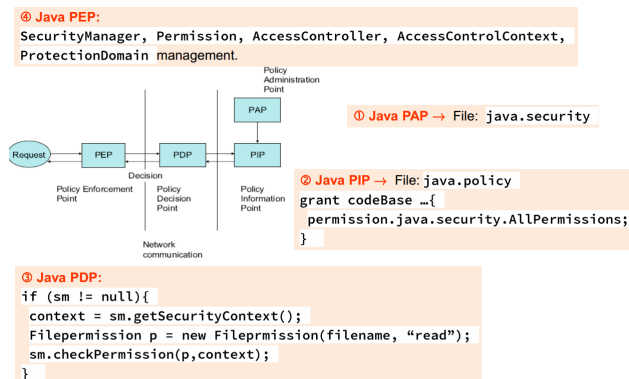 ④ Java PEP:
SecurityManager, Permission, AccessController, AccessControlContext,
ProtectionDomain management.
Policy
Administration
Point
PAP
① Java PAP → File: java.security
Request
PEP
PDP
PIP
Decision
Policy Enforcement
Point
Policy
Decision
Point
Policy
Information
Point
Network
communication
② Java PIP → File: java.policy
grant codeBase …{
permission.java.security.AllPermissions;
}
③ Java PDP:
if (sm != null){
context = sm.getSecurityContext();
Filepermission p = new Fileprmission(filename, “read”);
sm.checkPermission(p,context);
}